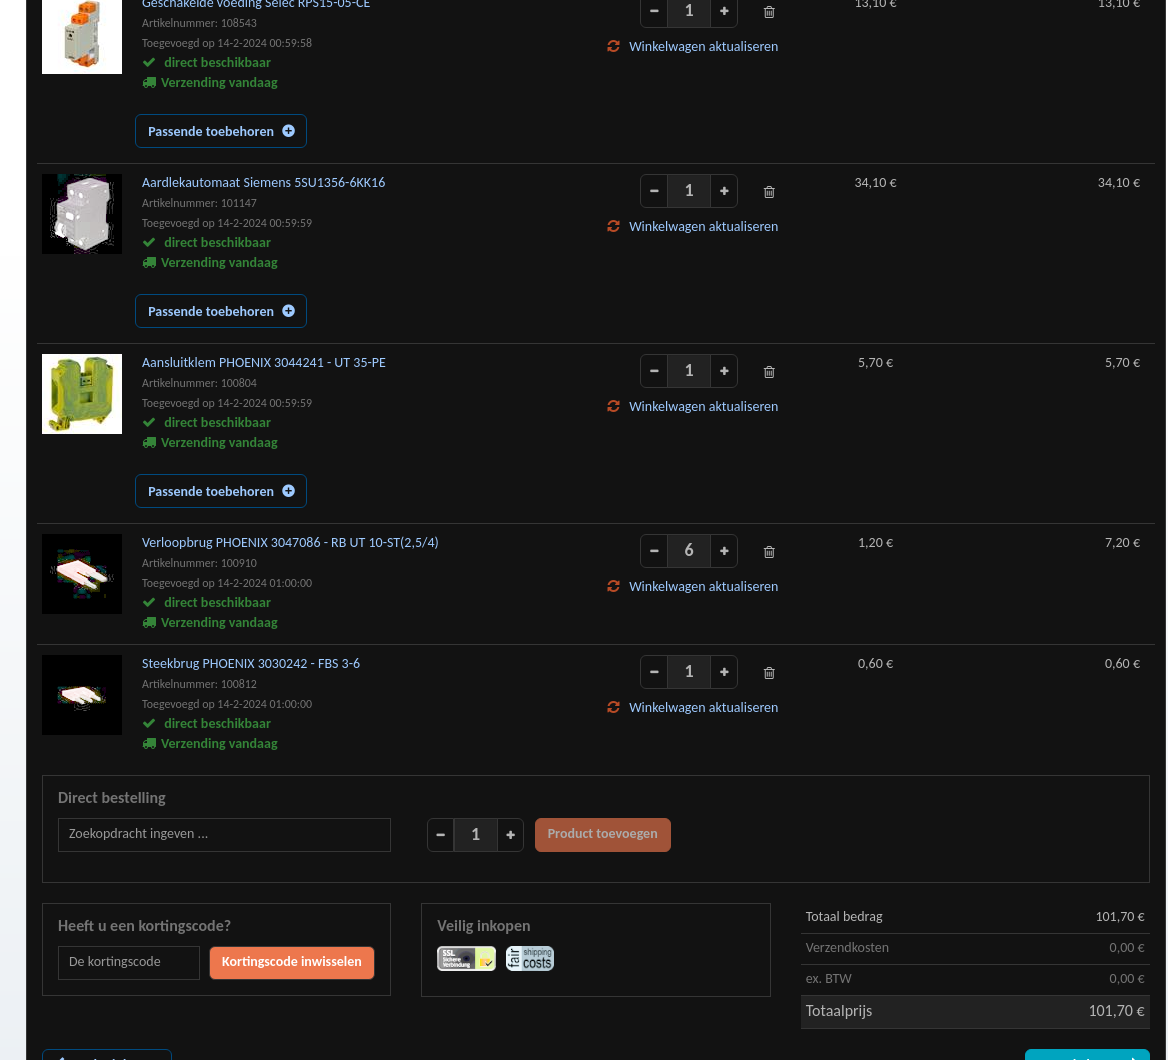 Geschakelde voeding Selec RPS15-05-CE
1
13,10 € 13,10 €
Artikelnummer: 108543
Toegevoegd op 14-2-2024 00:59:58
Winkelwagen aktualiseren
direct beschikbaar
Verzending vandaag
Passende toebehoren
Aardlekautomaat Siemens 5SU1356-6KK16
1
34,10 € 34,10 €
Artikelnummer: 101147
Toegevoegd op 14-2-2024 00:59:59
Winkelwagen aktualiseren
direct beschikbaar
Verzending vandaag
Passende toebehoren
Aansluitklem PHOENIX 3044241 - UT 35-PE
1
5,70 € 5,70 €
Artikelnummer: 100804
Toegevoegd op 14-2-2024 00:59:59
Winkelwagen aktualiseren
direct beschikbaar
Verzending vandaag
Passende toebehoren
Verloopbrug PHOENIX 3047086 - RB UT 10-ST(2,5/4)
6
1,20 € 7,20 €
Artikelnummer: 100910
Toegevoegd op 14-2-2024 01:00:00
Winkelwagen aktualiseren
direct beschikbaar
Verzending vandaag
Steekbrug PHOENIX 3030242 - FBS 3-6
1
0,60 € 0,60 €
Artikelnummer: 100812
Toegevoegd op 14-2-2024 01:00:00
Winkelwagen aktualiseren
direct beschikbaar
Verzending vandaag
Direct bestelling
Zoekopdracht ingeven ... 1 Product toevoegen
Heeft u een kortingscode?
De kortingscode Kortingscode inwisselen
Veilig inkopen
SSL
Sichere
Verbindung
fair shipping
costs
Totaal bedrag 101,70 €
Verzendkosten 0,00 €
ex. BTW 0,00 €
Totaalprijs 101,70 €